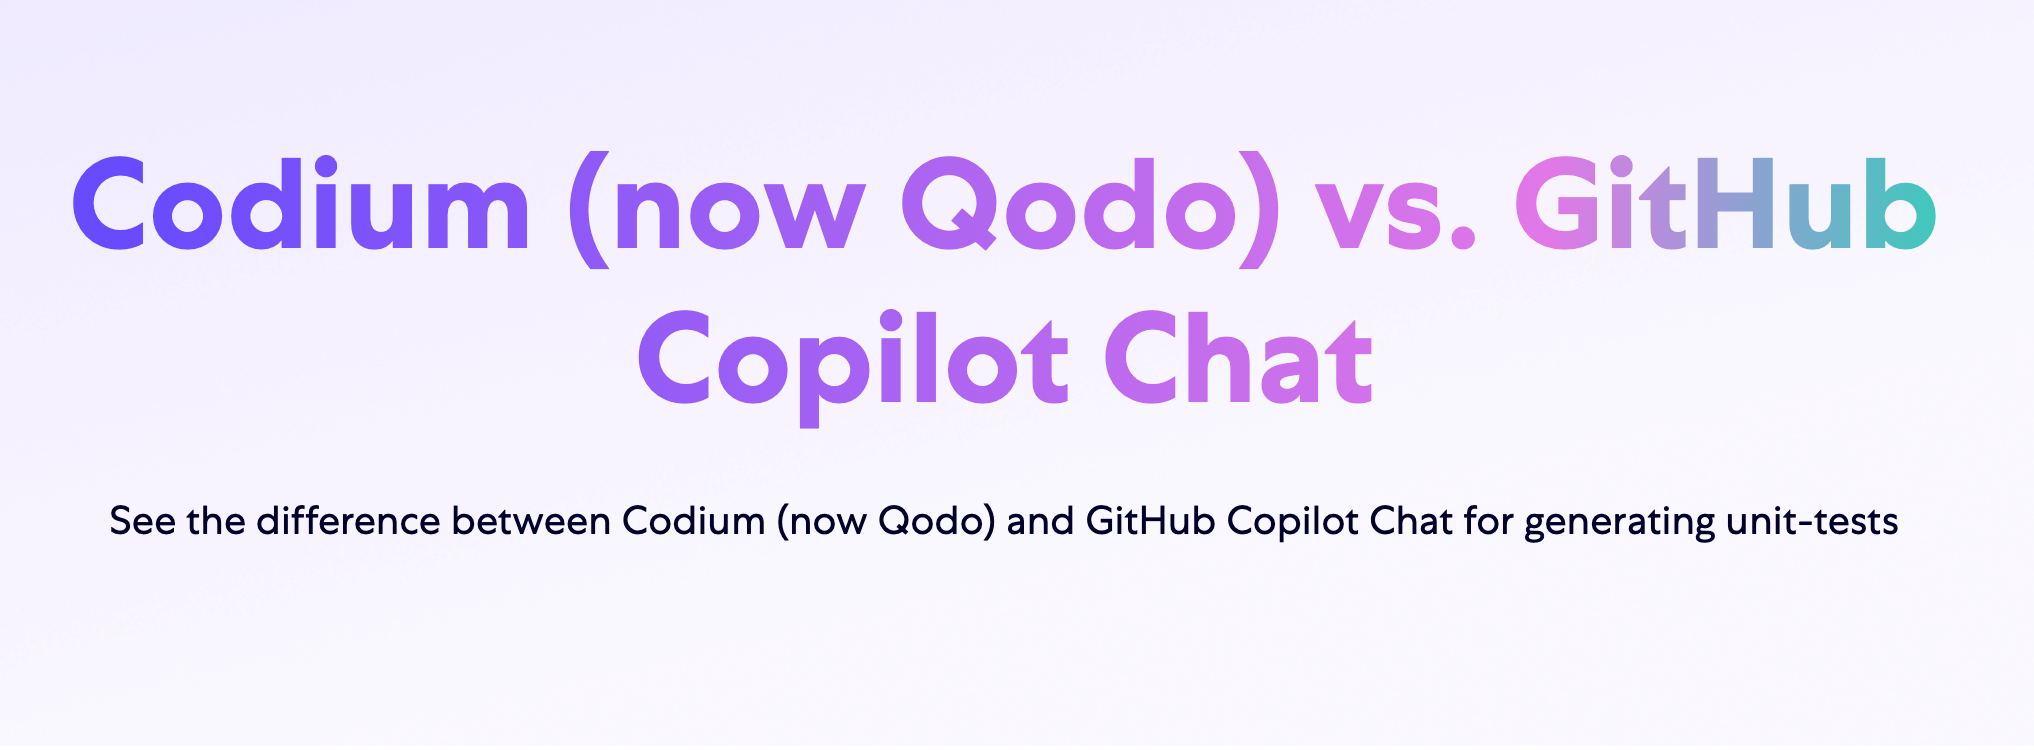 Codium (now Qodo) vs. GitHub
Copilot Chat
See the difference between Codium (now Qodo) and GitHub Copilot Chat for generating unit-tests